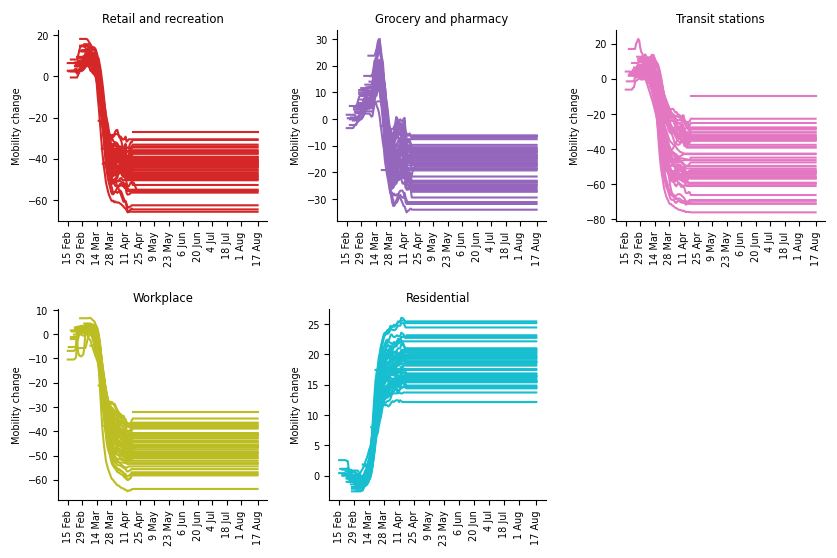 Retail and recreation
Mobility change
20
0
−20
−40
−60
15 Feb
29 Feb
14 Mar
28 Mar
11 Apr
25 Apr
9 May
23 May
6 Jun
20 Jun
4 Jul
18 Jul
1 Aug
17 Aug
Grocery and pharmacy
Mobility change
30
20
10
0
−10
−20
−30
15 Feb
29 Feb
14 Mar
28 Mar
11 Apr
25 Apr
9 May
23 May
6 Jun
20 Jun
4 Jul
18 Jul
1 Aug
17 Aug
Transit stations
Mobility change
20
0
−20
−40
−60
−80
15 Feb
29 Feb
14 Mar
28 Mar
11 Apr
25 Apr
9 May
23 May
6 Jun
20 Jun
4 Jul
18 Jul
1 Aug
17 Aug
Workplace
Mobility change
10
0
−10
−20
−30
−40
−50
−60
15 Feb
29 Feb
14 Mar
28 Mar
11 Apr
25 Apr
9 May
23 May
6 Jun
20 Jun
4 Jul
18 Jul
1 Aug
17 Aug
Residential
Mobility change
25
20
15
10
5
0
15 Feb
29 Feb
14 Mar
28 Mar
11 Apr
25 Apr
9 May
23 May
6 Jun
20 Jun
4 Jul
18 Jul
1 Aug
17 Aug